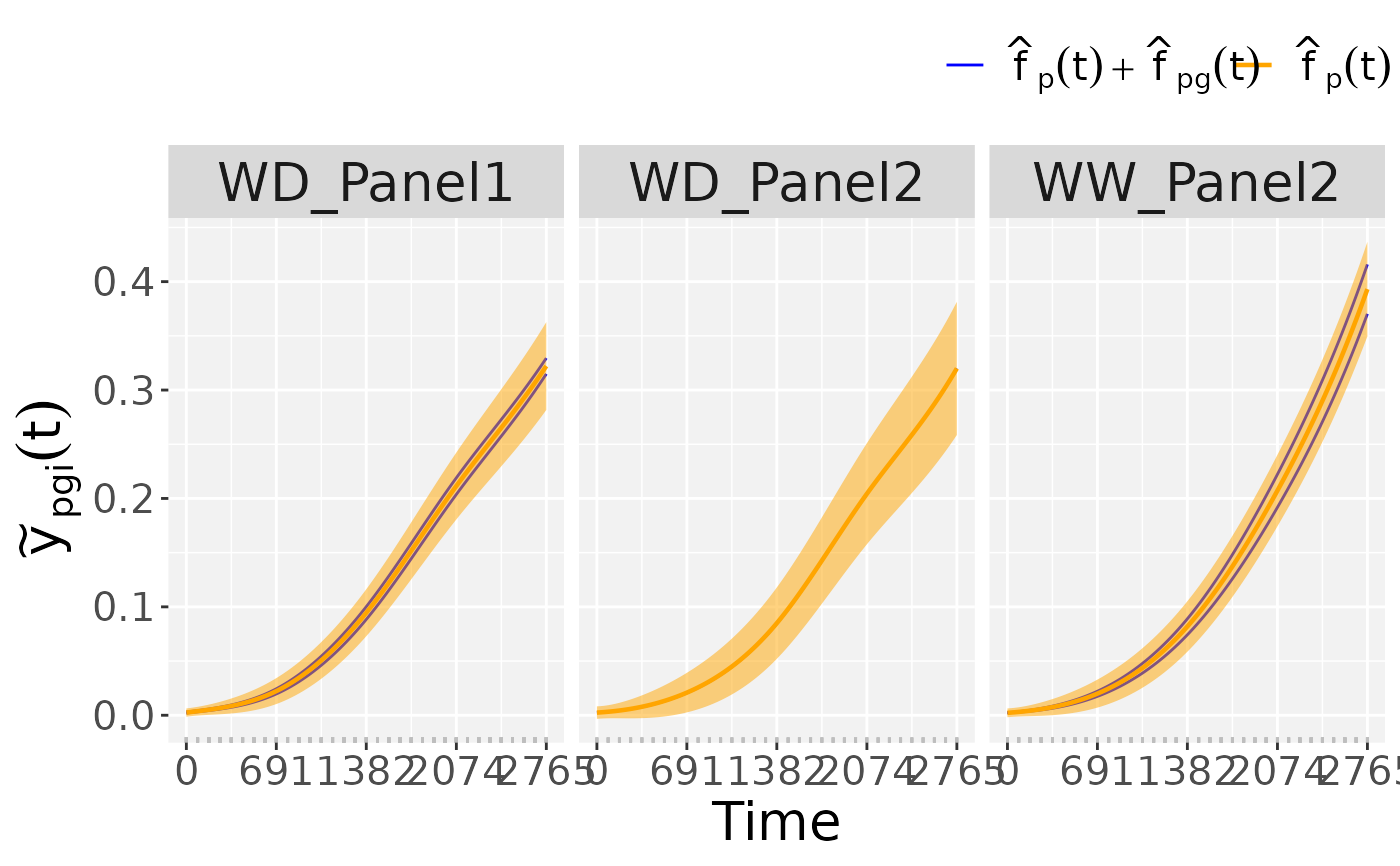 f̂ p(t) + f̂ pg(t) f̂ p(t)
WD_Panel1 WD_Panel2 WW_Panel2
0.4
0.3
0.2
0.1
0.0
ỹ pgi(t)
0 691 1382 2074 2765 0 691 1382 2074 2765 0 691 1382 2074 2765
Time